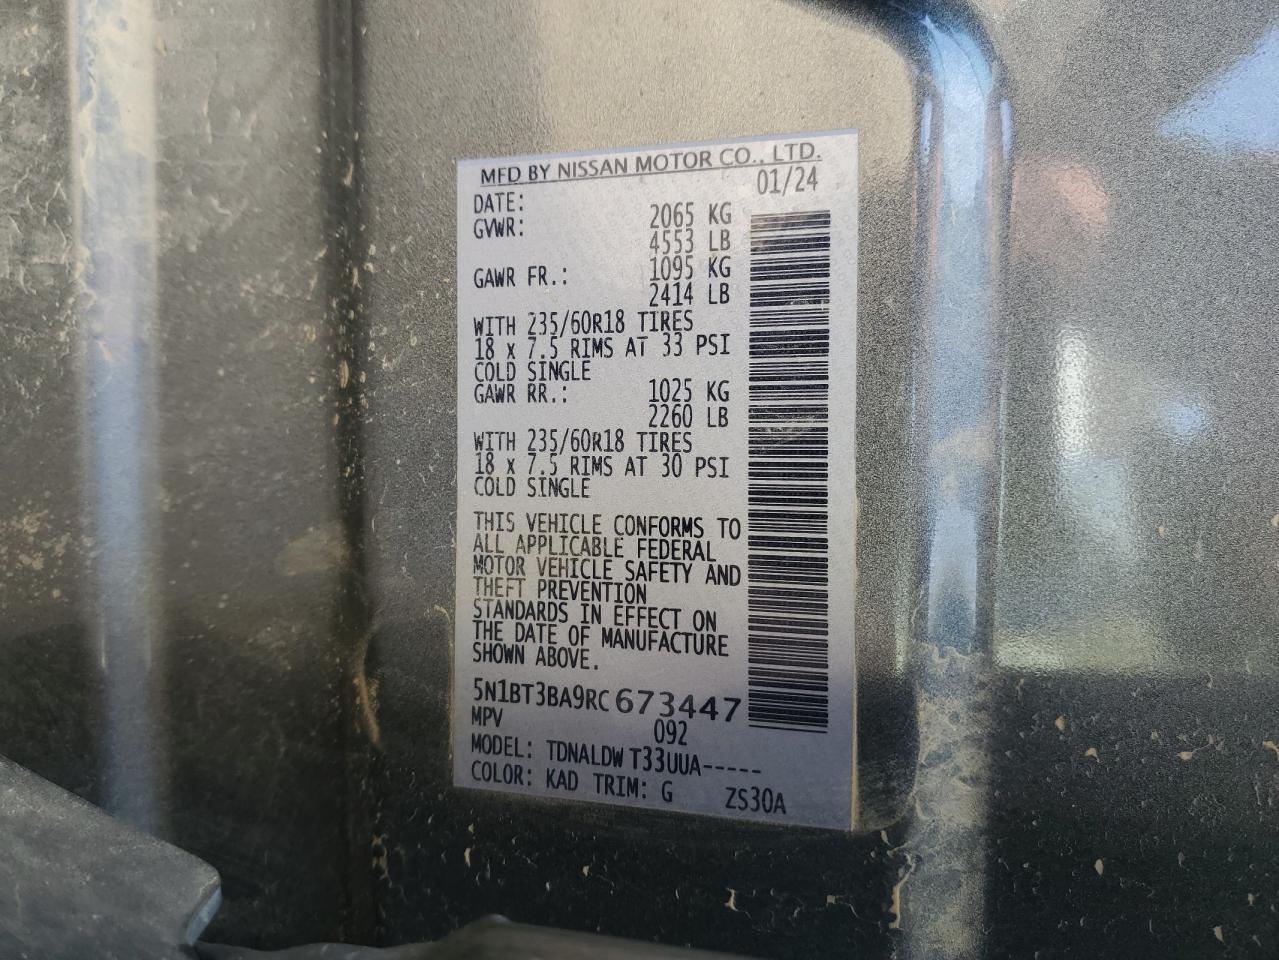 MFD BY NISSAN MOTOR CO., LTD.
DATE: 01/24
GVWR: 2065 KG
4553 LB
GAWR FR.: 1095 KG
2414 LB
WITH 235/60R18 TIRES
18 x 7.5 RIMS AT 33 PSI
COLD SINGLE
GAWR RR.: 1025 KG
2260 LB
WITH 235/60R18 TIRES
18 x 7.5 RIMS AT 30 PSI
COLD SINGLE
THIS VEHICLE CONFORMS TO
ALL APPLICABLE FEDERAL
MOTOR VEHICLE SAFETY AND
THEFT PREVENTION
STANDARDS IN EFFECT ON
THE DATE OF MANUFACTURE
SHOWN ABOVE.
5N1BT3BA9RC673447
MPV 092
MODEL: TDNALDW T33UUA-----
COLOR: KAD TRIM: G ZS30A